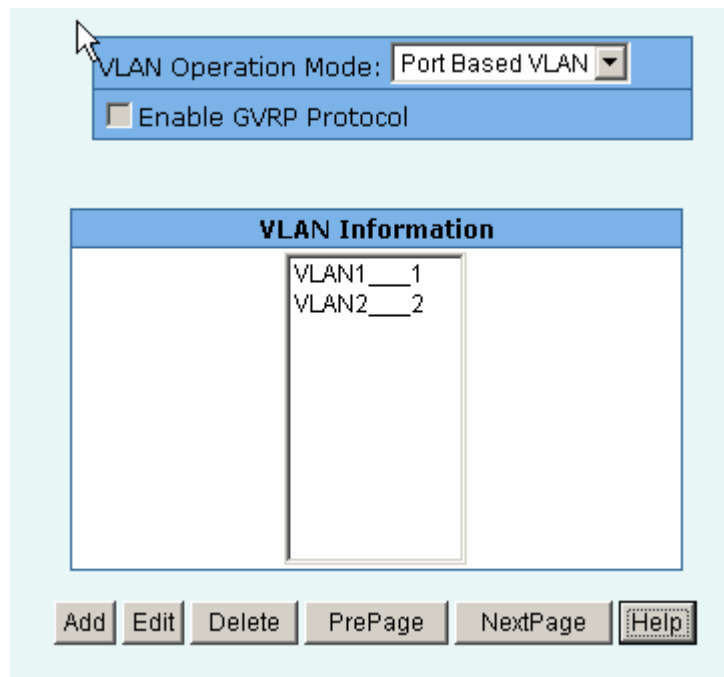 VLAN Operation Mode: Port Based VLAN
Enable GVRP Protocol
VLAN Information
VLAN1___1
VLAN2___2
Add Edit Delete PrePage NextPage Help